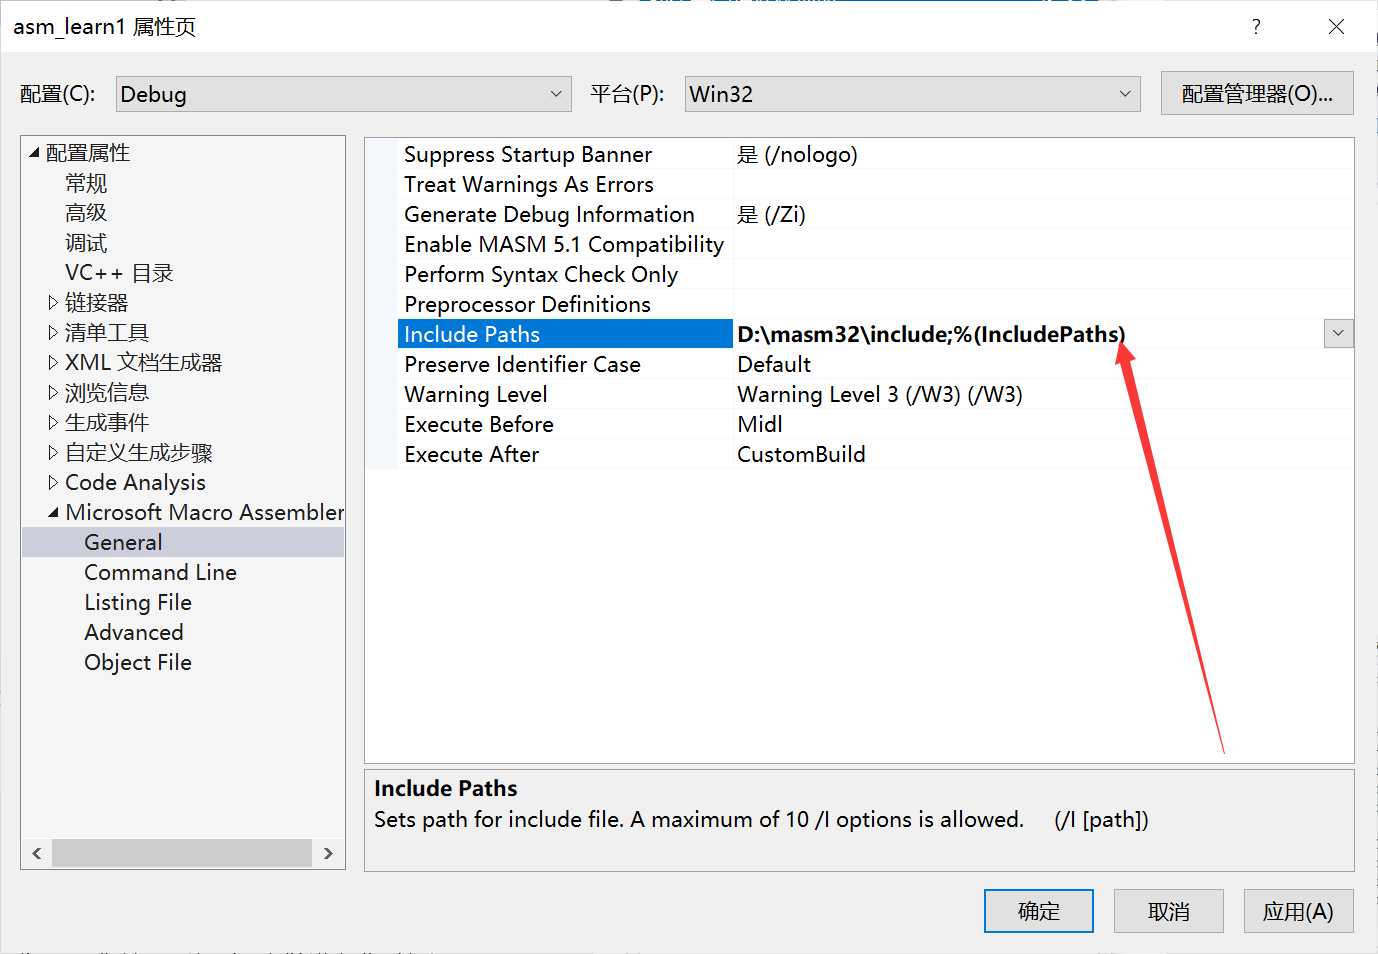 asm_learn1 属性页
?
配置(C):
Debug
平台(P):
Win32
配置管理器(O)...
配置属性
常规
高级
调试
VC++ 目录
链接器
清单工具
XML 文档生成器
浏览信息
生成事件
自定义生成步骤
Code Analysis
Microsoft Macro Assembler
General
Command Line
Listing File
Advanced
Object File
Suppress Startup Banner 是 (/nologo)
Treat Warnings As Errors
Generate Debug Information 是 (/Zi)
Enable MASM 5.1 Compatibility
Perform Syntax Check Only
Preprocessor Definitions
Include Paths D:\masm32\include;%(IncludePaths)
Preserve Identifier Case Default
Warning Level Warning Level 3 (/W3) (/W3)
Execute Before Midl
Execute After CustomBuild
Include Paths
Sets path for include file. A maximum of 10 /I options is allowed. (/I [path])
确定
取消
应用(A)